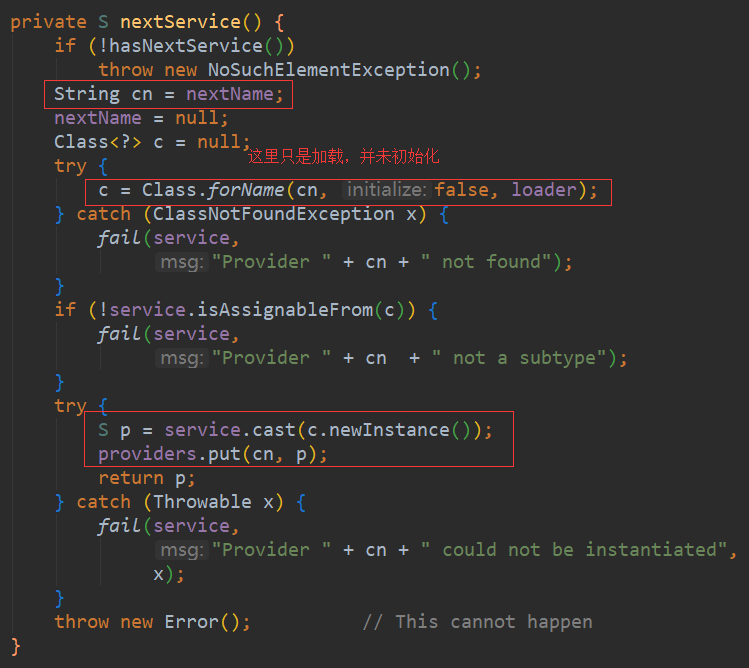 private S nextService() {
    if (!hasNextService())
        throw new NoSuchElementException();
    String cn = nextName;
    nextName = null;
    Class<?> c = null;
这里只是加载，并未初始化
    try {
        c = Class.forName(cn, initialize: false, loader);
    } catch (ClassNotFoundException x) {
        fail(service,
             msg: "Provider " + cn + " not found");
    }
    if (!service.isAssignableFrom(c)) {
        fail(service,
             msg: "Provider " + cn  + " not a subtype");
    }
    try {
        S p = service.cast(c.newInstance());
        providers.put(cn, p);
        return p;
    } catch (Throwable x) {
        fail(service,
             msg: "Provider " + cn + " could not be instantiated",
             x);
    }
    throw new Error();          // This cannot happen
}